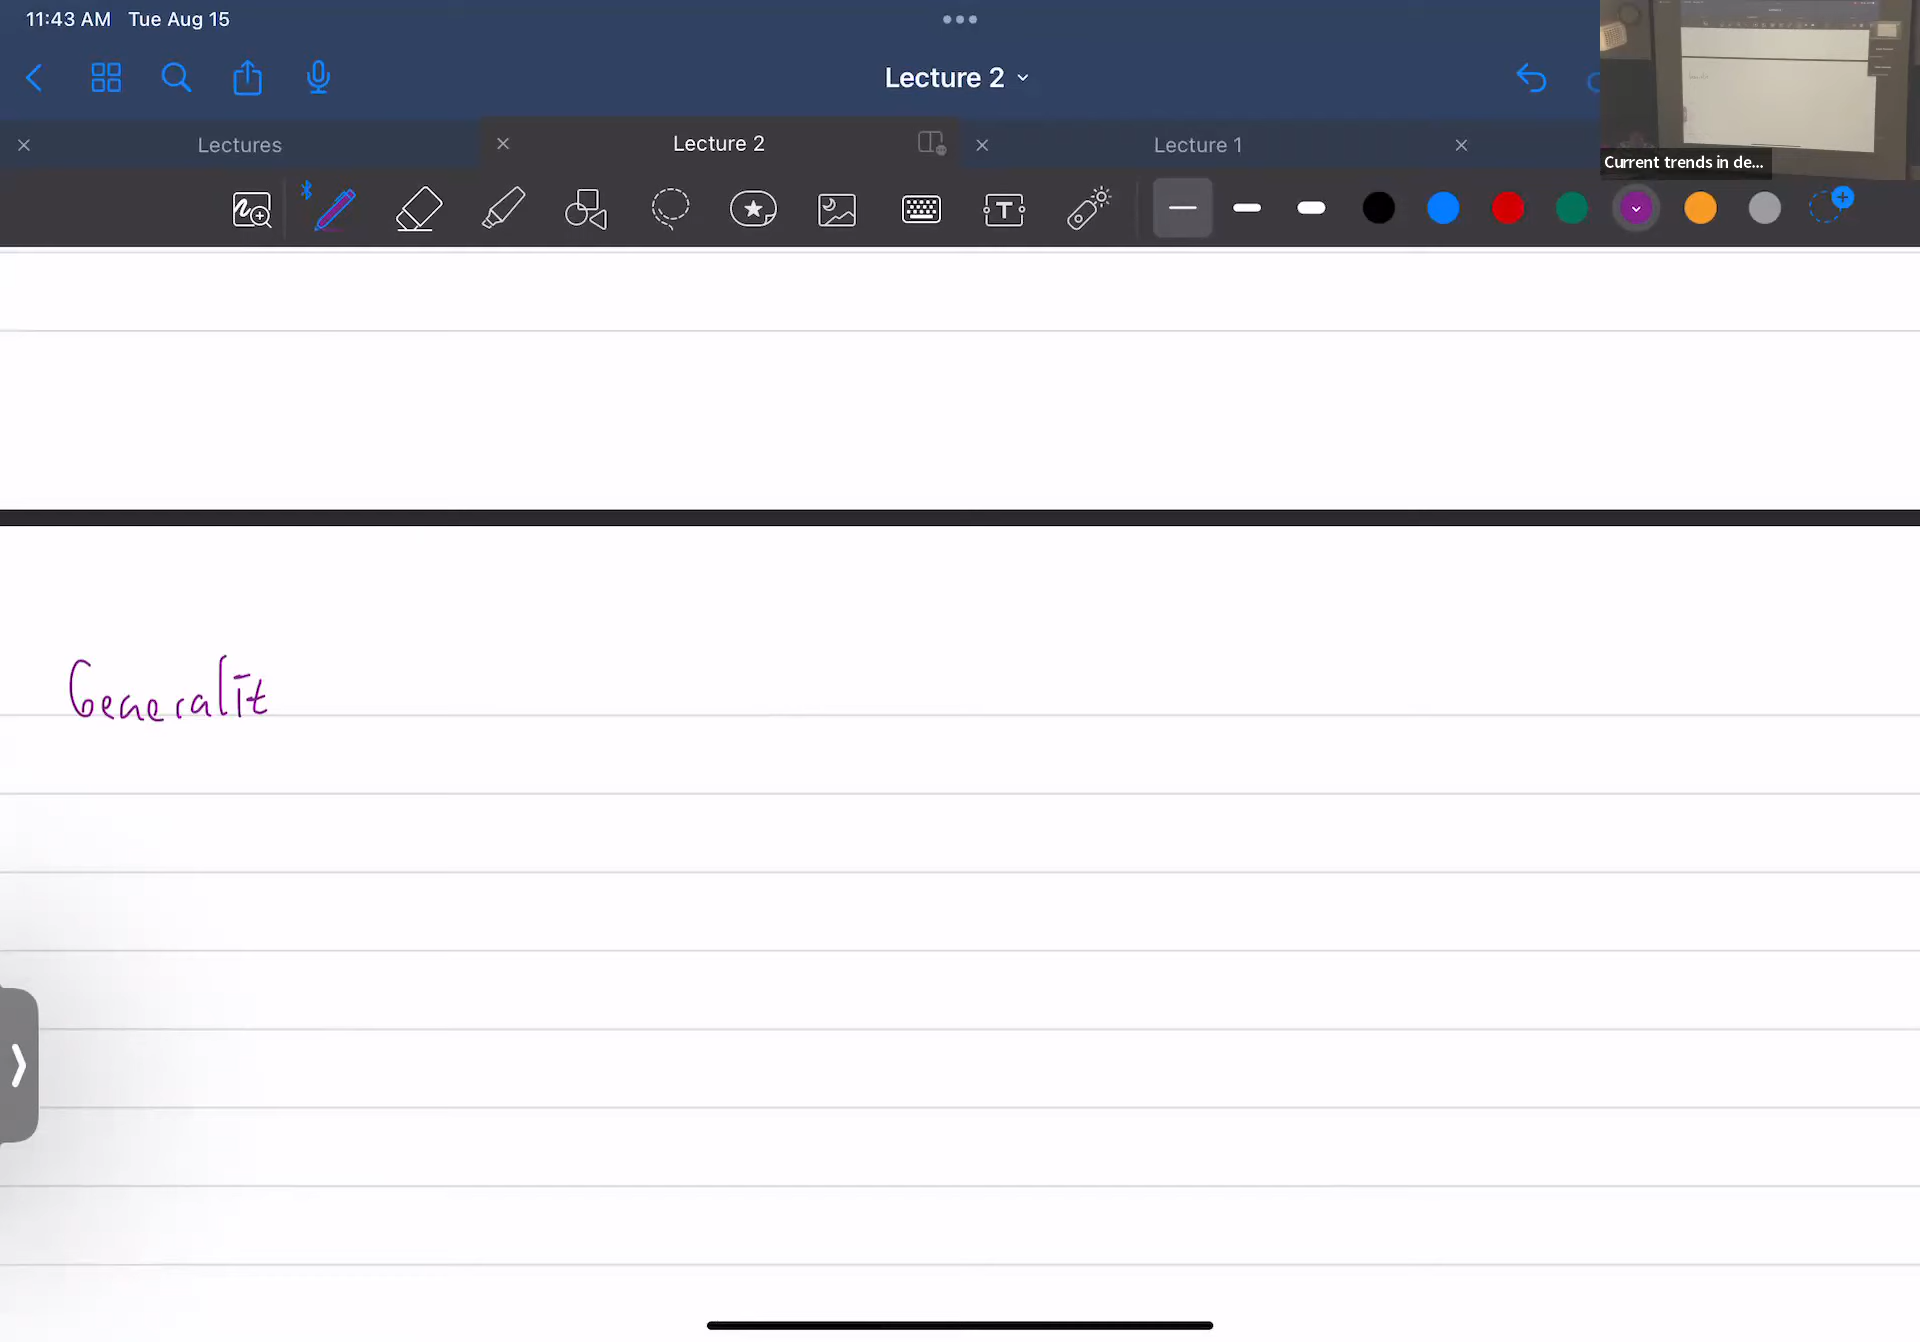 11:43 AM Tue Aug 15
Lecture 2
Lectures
Lecture 2
Lecture 1
Current trends in de...
Generalit